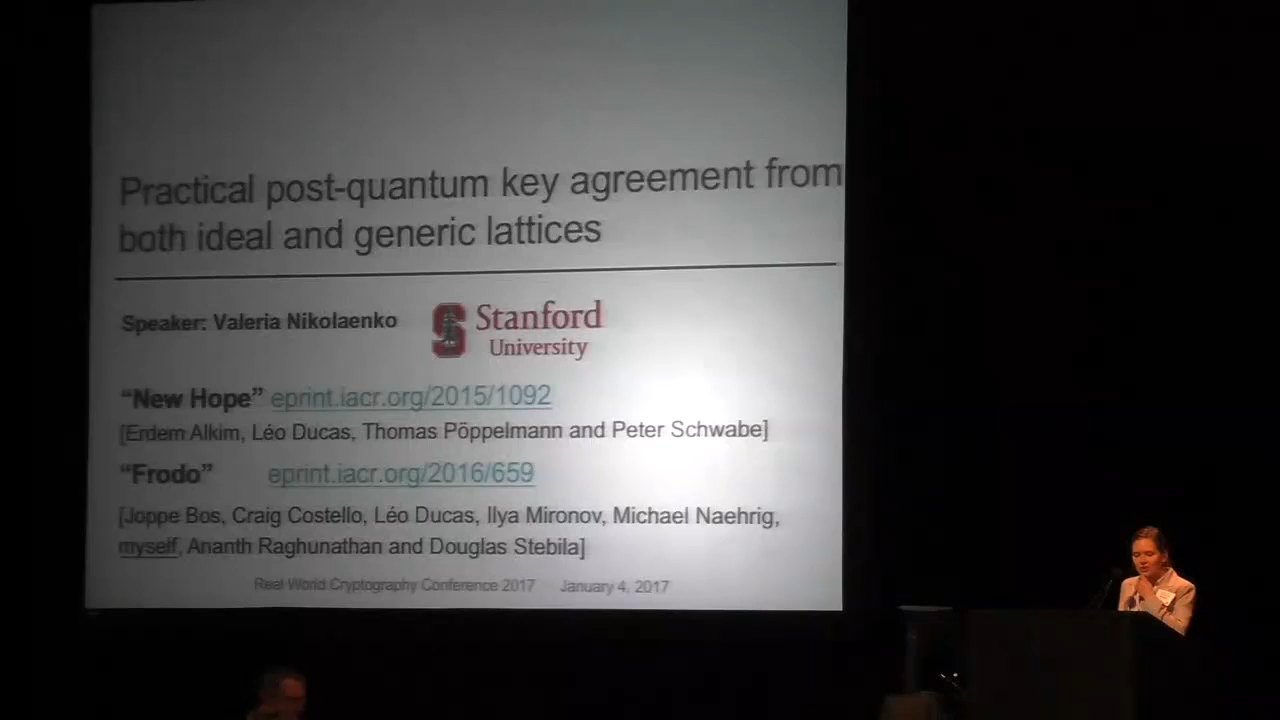 Practical post-quantum key agreement from
both ideal and generic lattices
Speaker: Valeria Nikolaenko
Stanford
University
“New Hope” eprint.iacr.org/2015/1092
[Erdem Alkim, Léo Ducas, Thomas Pöppelmann and Peter Schwabe]
“Frodo” eprint.iacr.org/2016/659
[Joppe Bos, Craig Costello, Léo Ducas, Ilya Mironov, Michael Naehrig,
myself, Ananth Raghunathan and Douglas Stebila]
Real World Cryptography Conference 2017 January 4, 2017